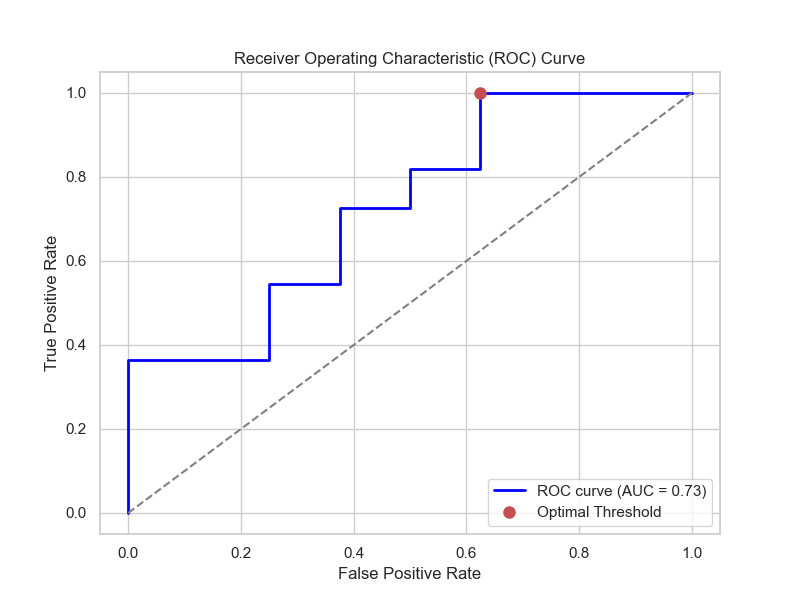 Receiver Operating Characteristic (ROC) Curve
1.0
0.8
0.6
0.4
0.2
0.0
True Positive Rate
0.0 0.2 0.4 0.6 0.8 1.0
False Positive Rate
ROC curve (AUC = 0.73)
Optimal Threshold